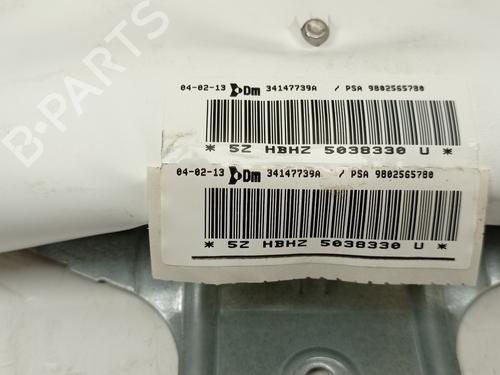 B-PARTS
04-02-13 Dm 34147739A / PSA 9802565780
* 5Z HBHZ 5038330 U *
04-02-13 Dm 34147739A / PSA 9802565780
* 5Z HBHZ 5038330 U *